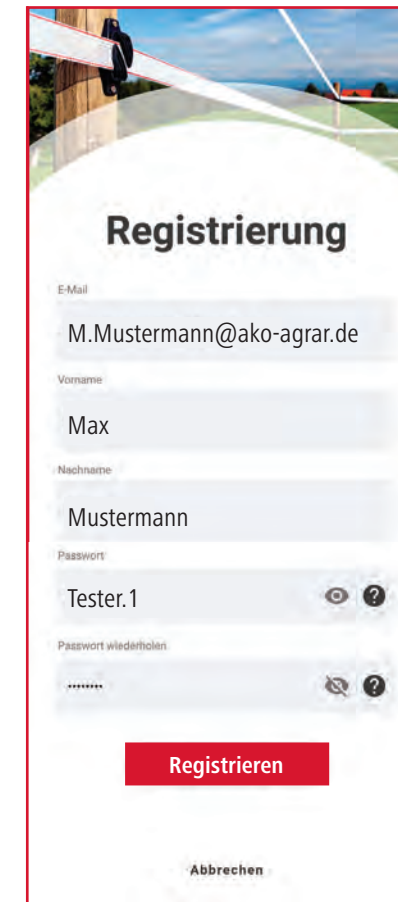 Registrierung
E-Mail
M.Mustermann@ako-agrar.de
Vorname
Max
Nachname
Mustermann
Passwort
Tester.1
Passwort wiederholen
••••••••
Registrieren
Abbrechen